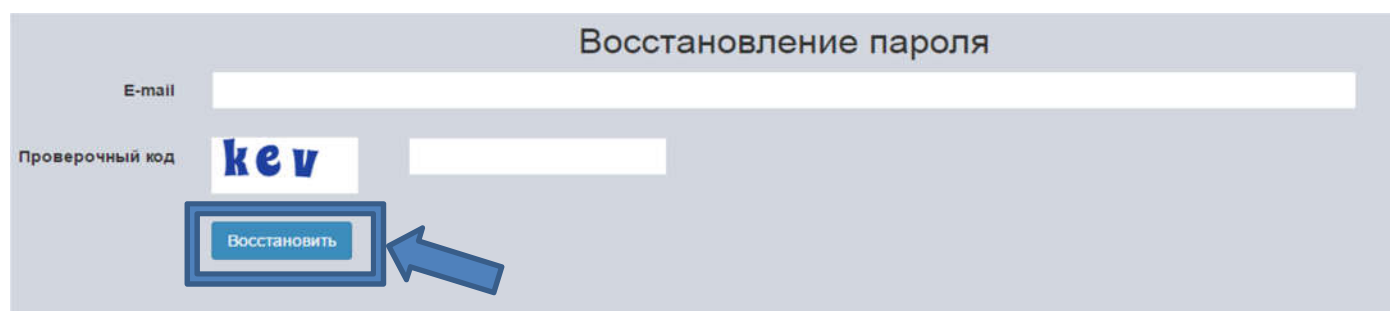 Восстановление пароля
E-mail
Проверочный код kev
Восстановить